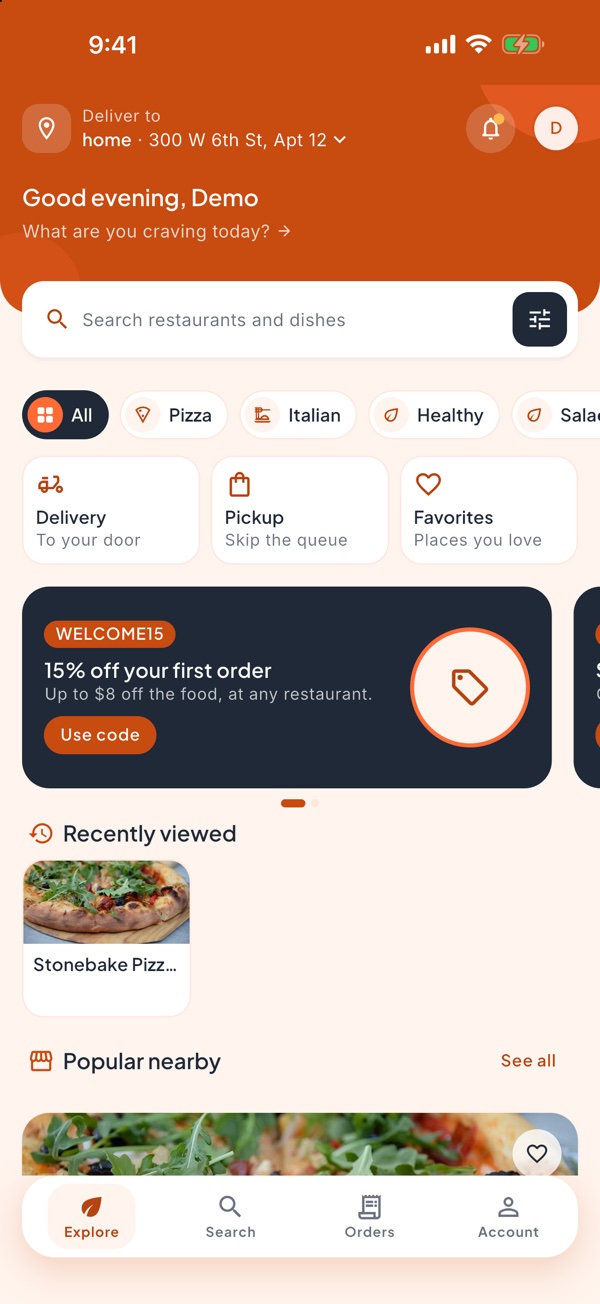 9:41
Deliver to
home · 300 W 6th St, Apt 12
D
Good evening, Demo
What are you craving today? →
Search restaurants and dishes
All
Pizza
Italian
Healthy
Delivery
To your door
Pickup
Skip the queue
Favorites
Places you love
WELCOME15
15% off your first order
Up to $8 off the food, at any restaurant.
Use code
Recently viewed
Stonebake Pizz...
Popular nearby
See all
Explore
Search
Orders
Account